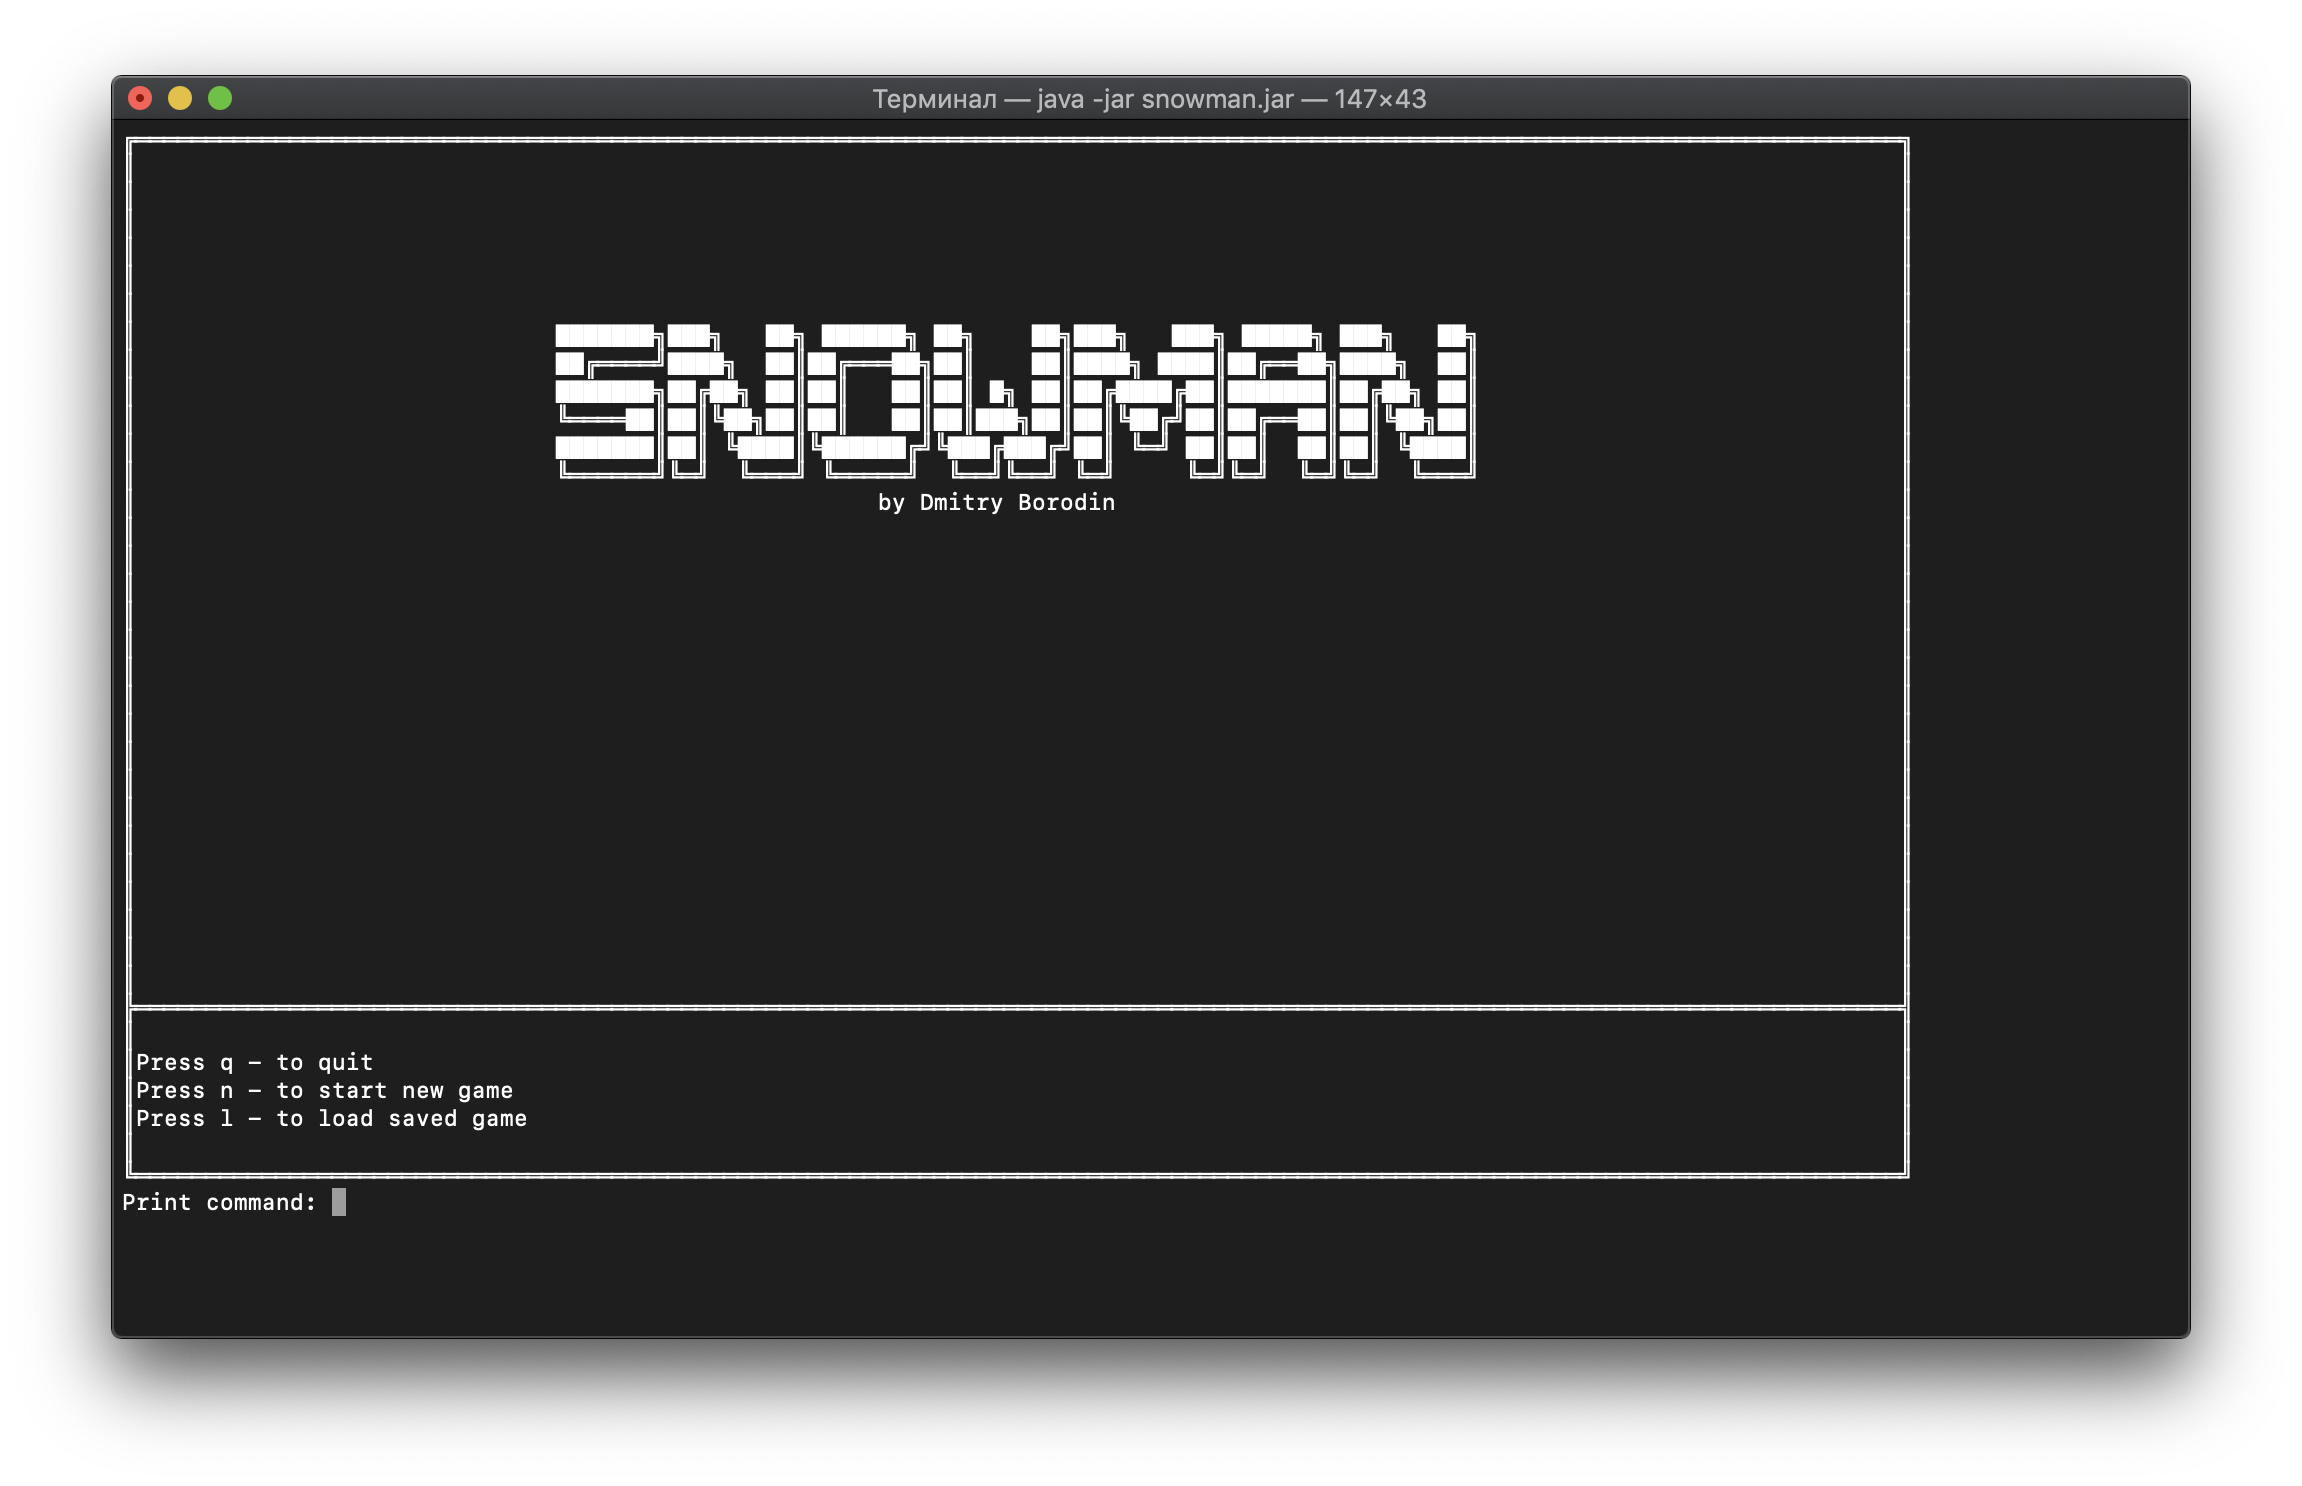 Терминал — java -jar snowman.jar — 147×43
SNOWMAN
by Dmitry Borodin
Press q – to quit
Press n – to start new game
Press l – to load saved game
Print command: